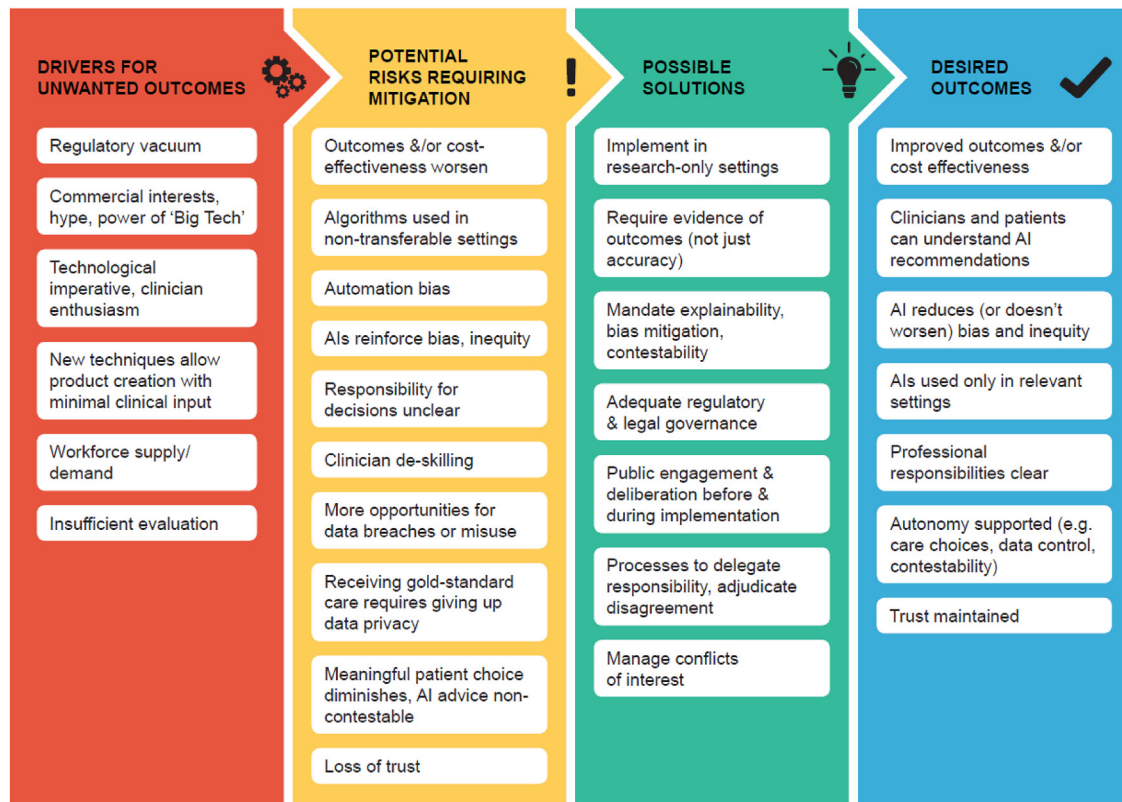 DRIVERS FOR
UNWANTED OUTCOMES
Regulatory vacuum
Commercial interests,
hype, power of ‘Big Tech’
Technological
imperative, clinician
enthusiasm
New techniques allow
product creation with
minimal clinical input
Workforce supply/
demand
Insufficient evaluation
POTENTIAL
RISKS REQUIRING
MITIGATION
!
Outcomes &/or cost-
effectiveness worsen
Algorithms used in
non-transferable settings
Automation bias
AIs reinforce bias, inequity
Responsibility for
decisions unclear
Clinician de-skilling
More opportunities for
data breaches or misuse
Receiving gold-standard
care requires giving up
data privacy
Meaningful patient choice
diminishes, AI advice non-
contestable
Loss of trust
POSSIBLE
SOLUTIONS
Implement in
research-only settings
Require evidence of
outcomes (not just
accuracy)
Mandate explainability,
bias mitigation,
contestability
Adequate regulatory
& legal governance
Public engagement &
deliberation before &
during implementation
Processes to delegate
responsibility, adjudicate
disagreement
Manage conflicts
of interest
DESIRED
OUTCOMES
Improved outcomes &/or
cost effectiveness
Clinicians and patients
can understand AI
recommendations
AI reduces (or doesn’t
worsen) bias and inequity
AIs used only in relevant
settings
Professional
responsibilities clear
Autonomy supported (e.g.
care choices, data control,
contestability)
Trust maintained